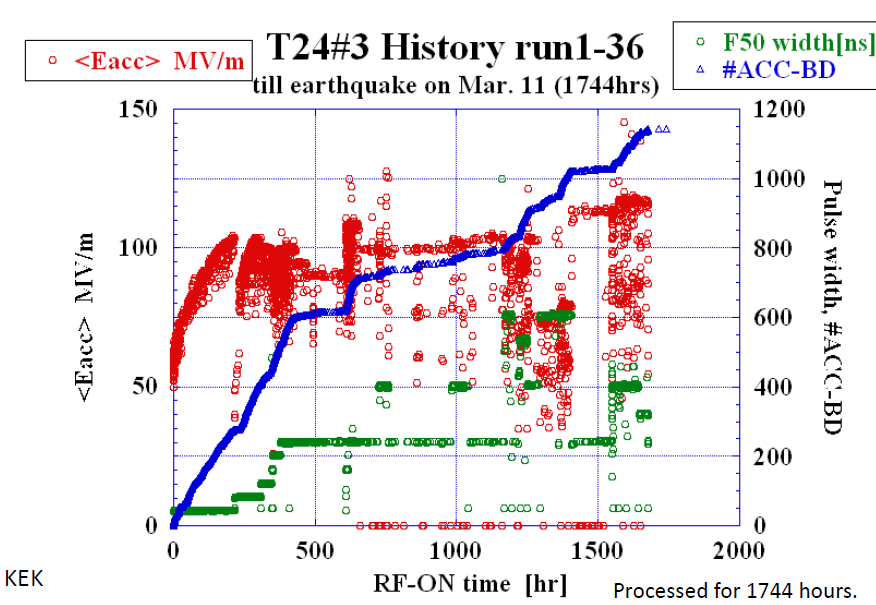 T24#3 History run1-36
till earthquake on Mar. 11 (1744hrs)
<Eacc> MV/m
F50 width[ns]
#ACC-BD
150
100
50
0
<Eacc> MV/m
1200
1000
800
600
400
200
0
Pulse width, #ACC-BD
0
500
1000
1500
2000
RF-ON time [hr]
KEK
Processed for 1744 hours.